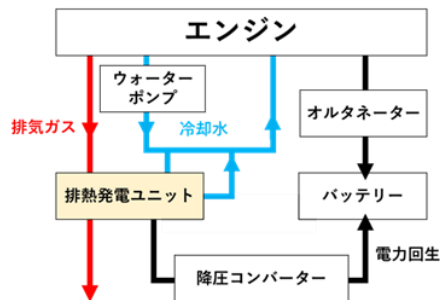 エンジン
ウォーター
ポンプ
排気ガス
冷却水
オルタネーター
排熱発電ユニット
バッテリー
電力回生
降圧コンバーター